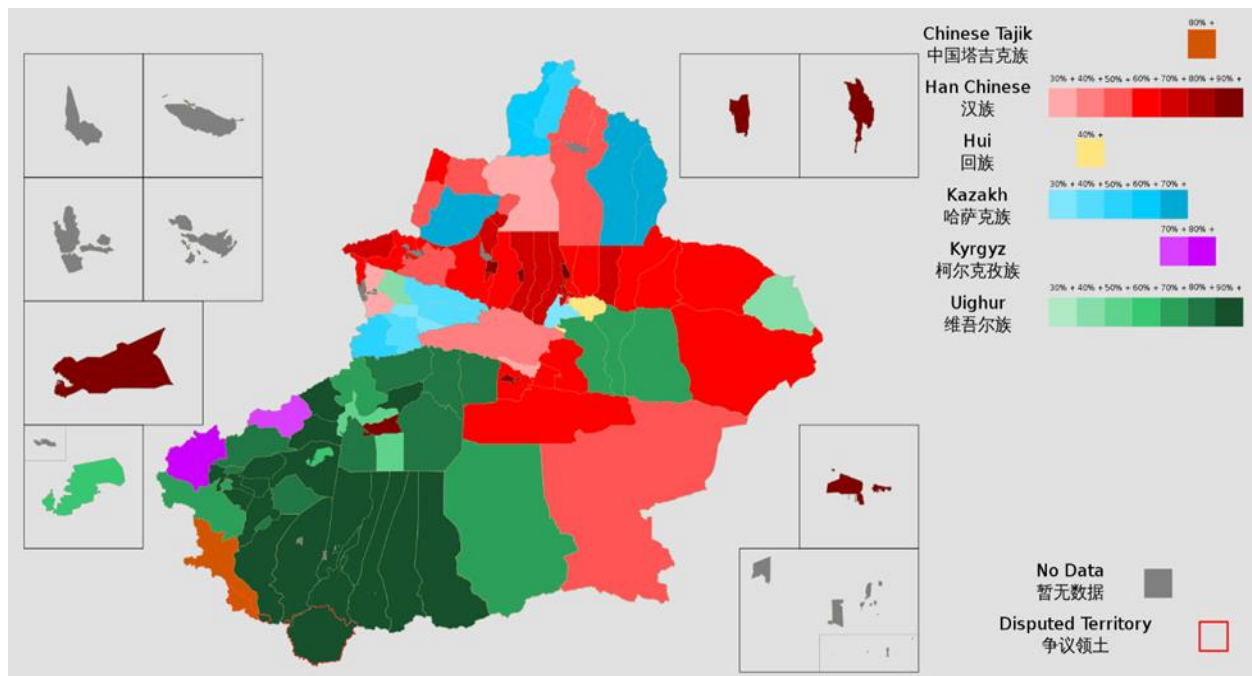 80% +
Chinese Tajik
中国塔吉克族
30% + 40% + 50% + 60% + 70% + 80% + 90% +
Han Chinese
汉族
40% +
Hui
回族
30% + 40% + 50% + 60% + 70% +
Kazakh
哈萨克族
70% + 80% +
Kyrgyz
柯尔克孜族
30% + 40% + 50% + 60% + 70% + 80% + 90% +
Uighur
维吾尔族
No Data
暂无数据
Disputed Territory
争议领土